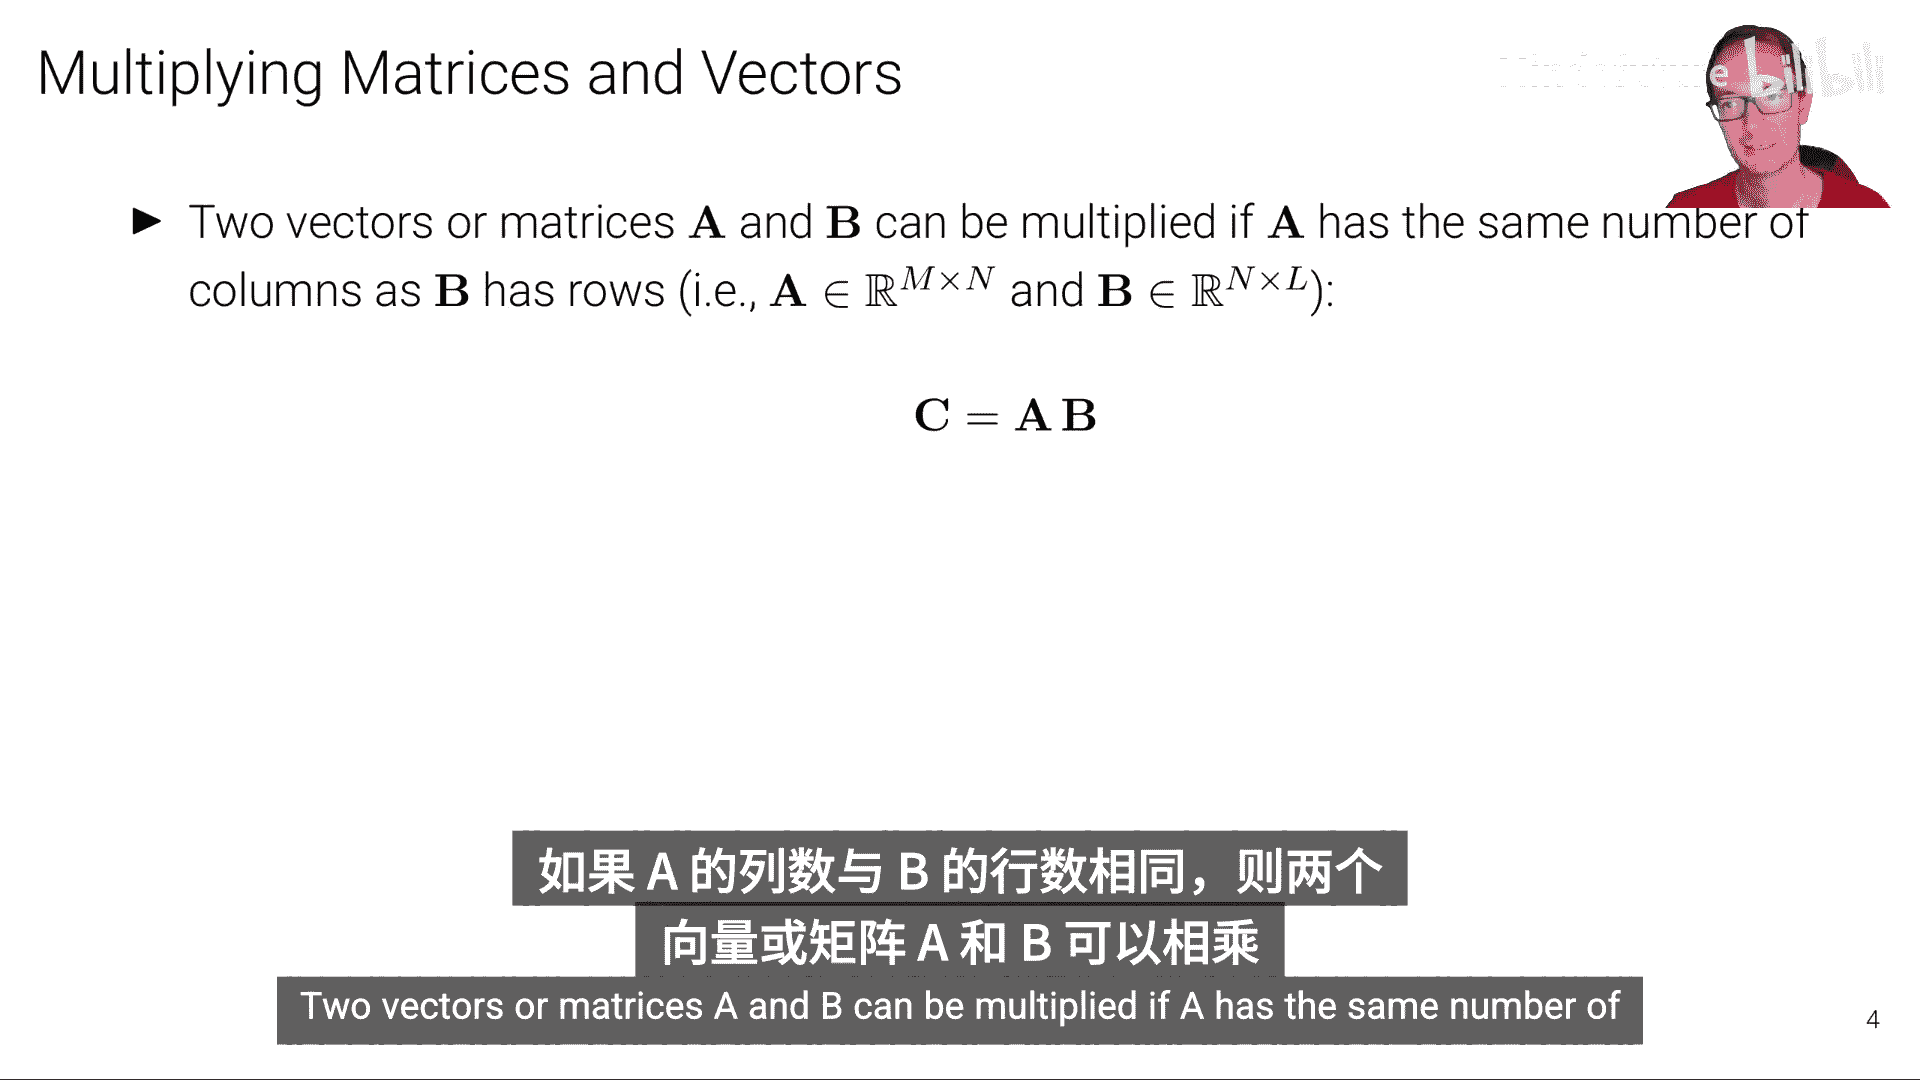 Multiplying Matrices and Vectors
bilibili
► Two vectors or matrices A and B can be multiplied if A has the same number of
columns as B has rows (i.e., A ∈ ℝ^{M×N} and B ∈ ℝ^{N×L}):
C = A B
如果 A 的列数与 B 的行数相同，则两个
向量或矩阵 A 和 B 可以相乘
Two vectors or matrices A and B can be multiplied if A has the same number of
4